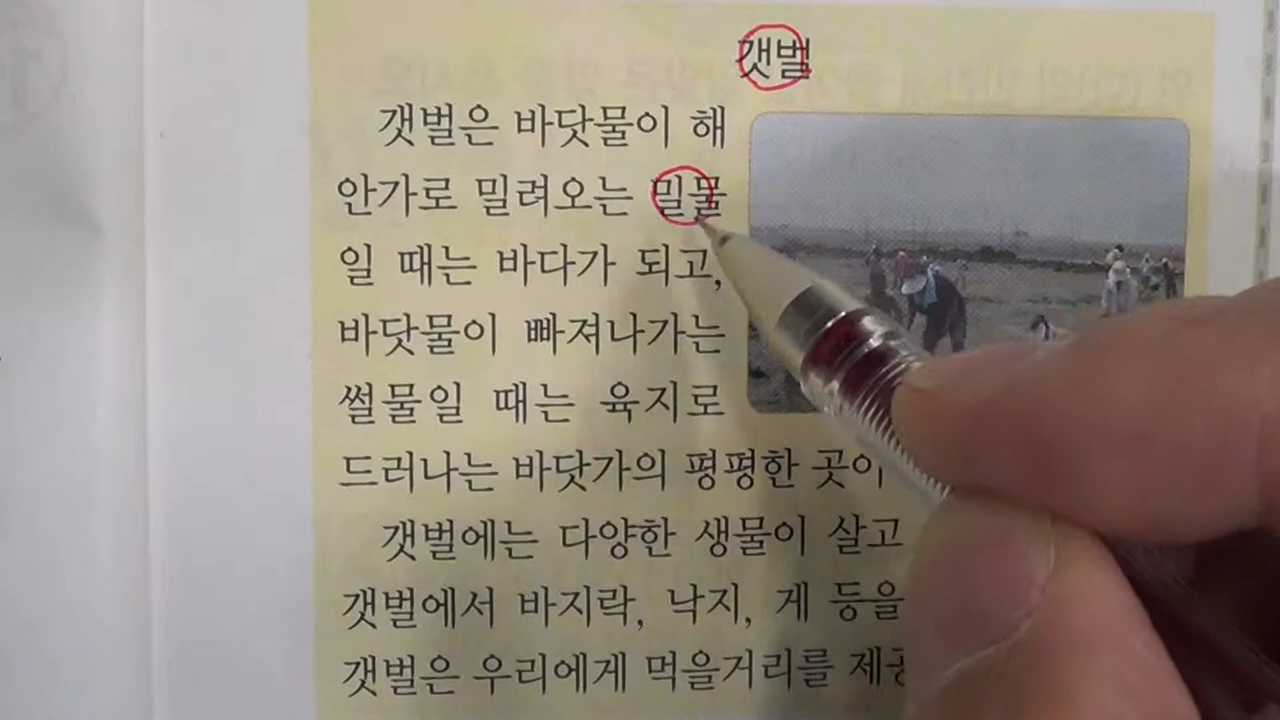 갯벌
갯벌은 바닷물이 해
안가로 밀려오는 밀물
일 때는 바다가 되고,
바닷물이 빠져나가는
썰물일 때는 육지로
드러나는 바닷가의 평평한 곳이
갯벌에는 다양한 생물이 살고
갯벌에서 바지락, 낙지, 게 등을
갯벌은 우리에게 먹을거리를